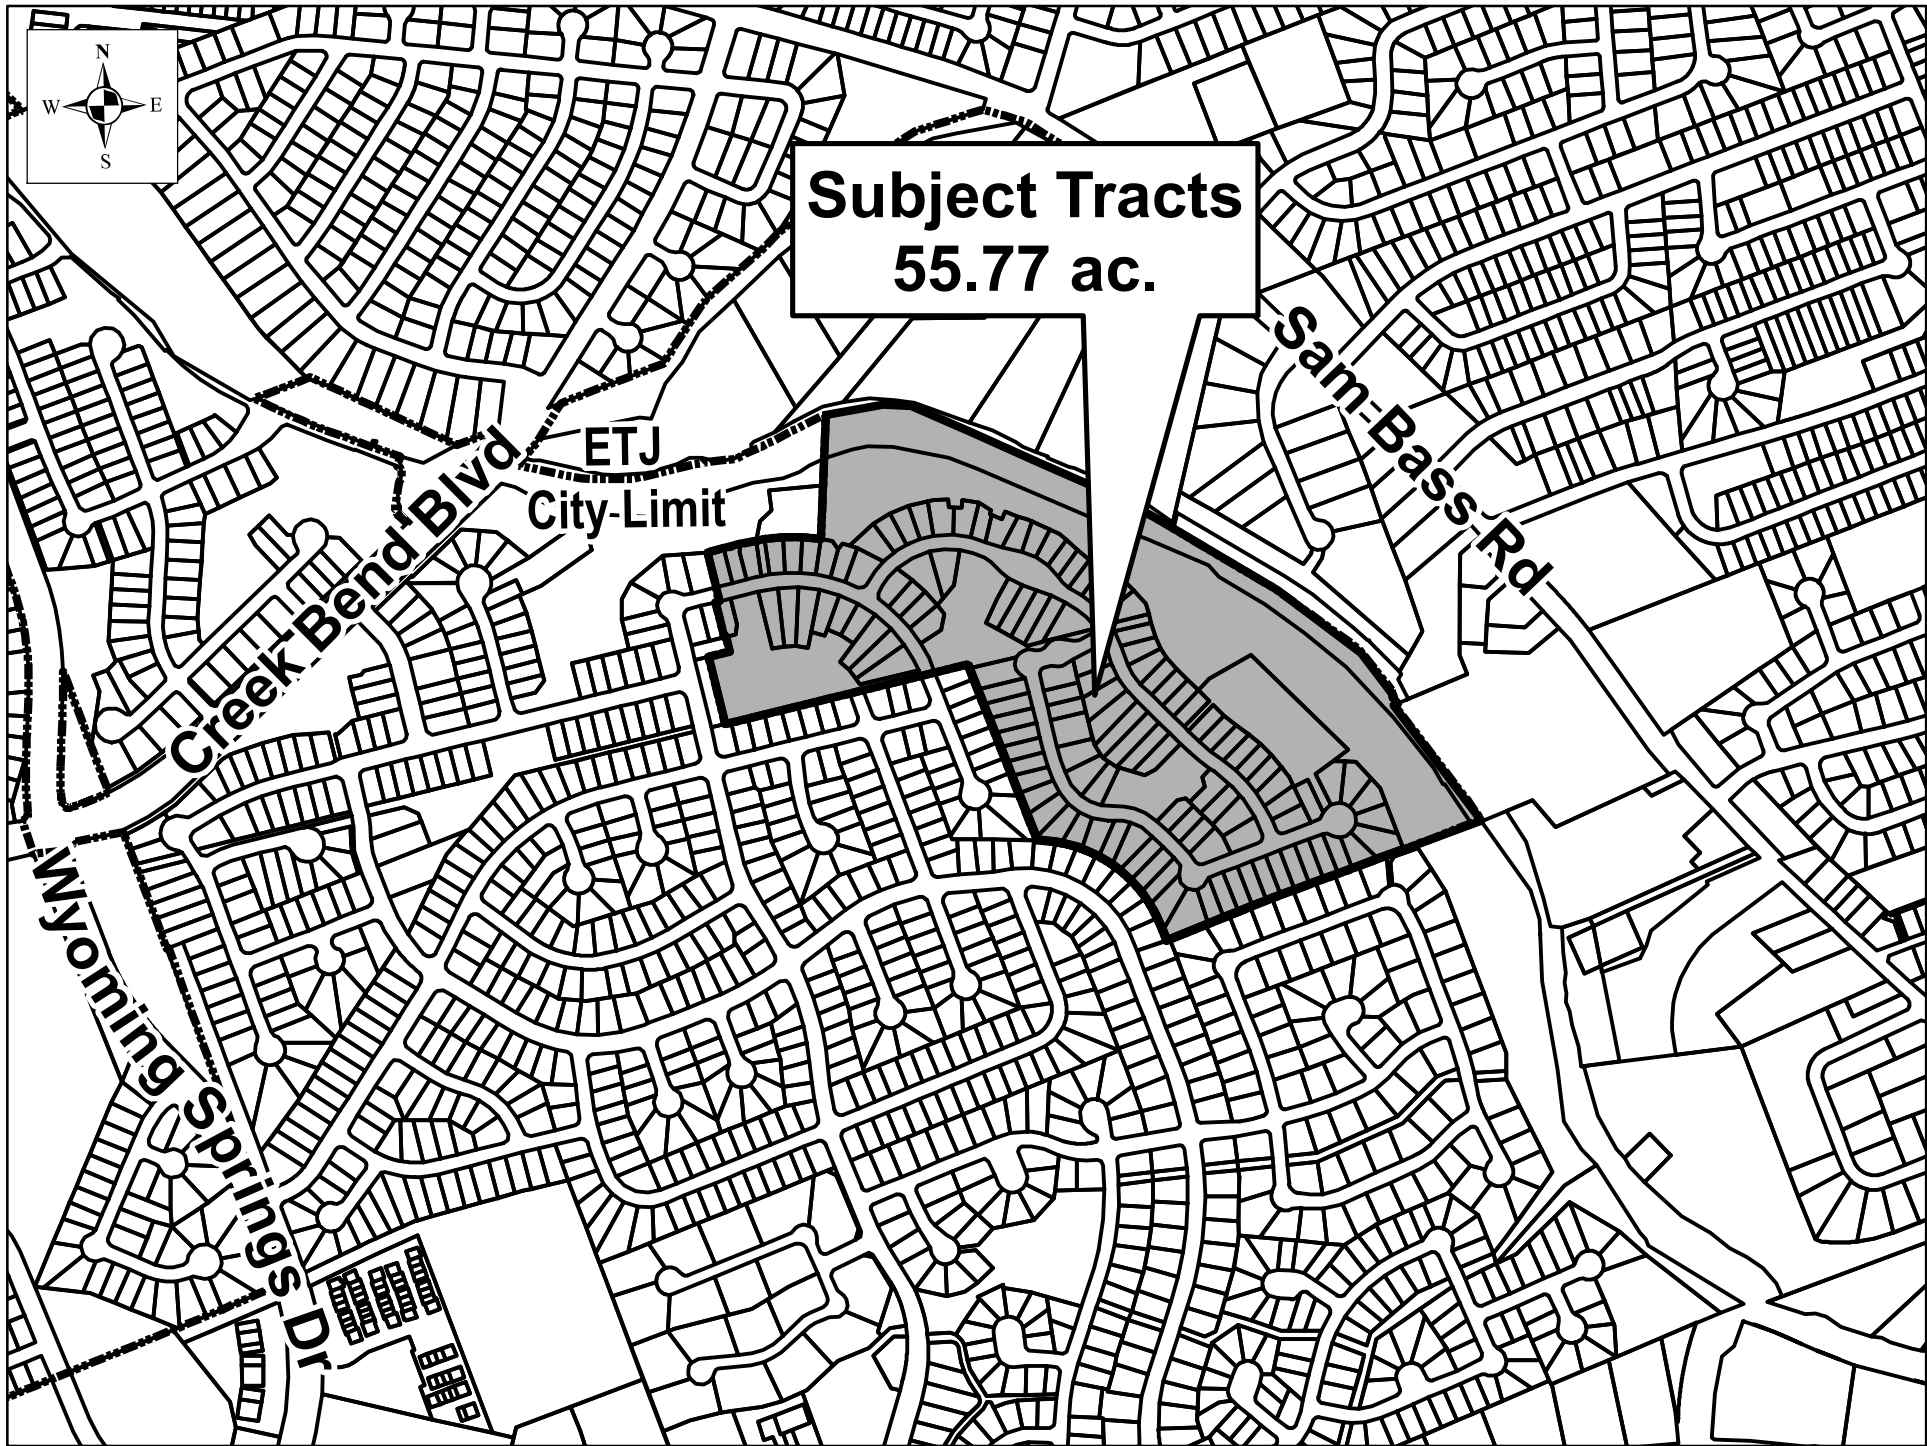 N
W E
S
Subject Tracts
55.77 ac.
Sam-Bass-Rd
ETJ
City-Limit
Creek Bend Blvd
Wyoming Springs Dr